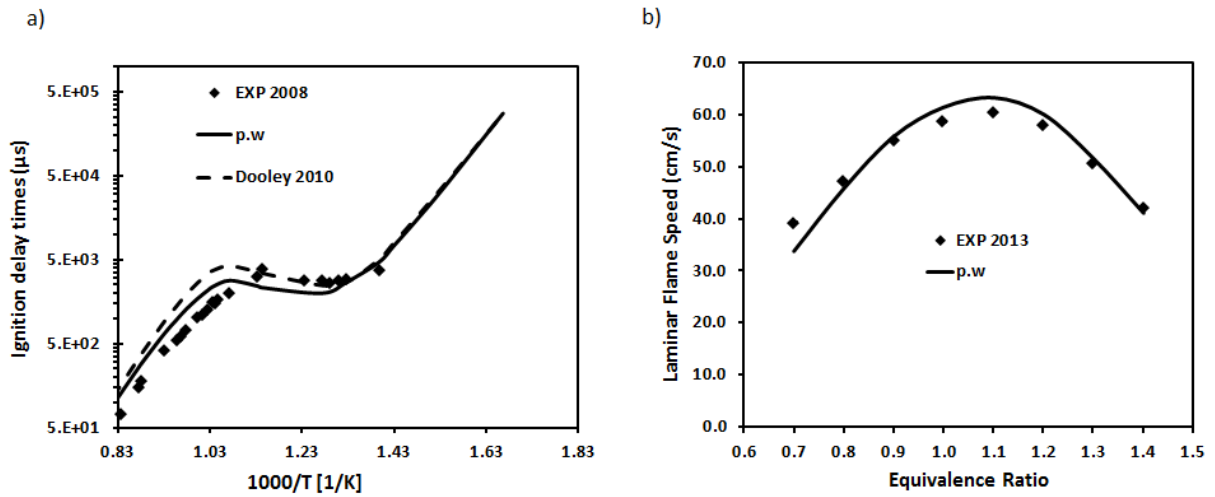 a)
5.E+05
5.E+04
5.E+03
5.E+02
5.E+01
Ignition delay times (µs)
EXP 2008
p.w
Dooley 2010
0.83 1.03 1.23 1.43 1.63 1.83
1000/T [1/K]
b)
70.0
60.0
50.0
40.0
30.0
20.0
10.0
0.0
Laminar Flame Speed (cm/s)
EXP 2013
p.w
0.6 0.7 0.8 0.9 1.0 1.1 1.2 1.3 1.4 1.5
Equivalence Ratio